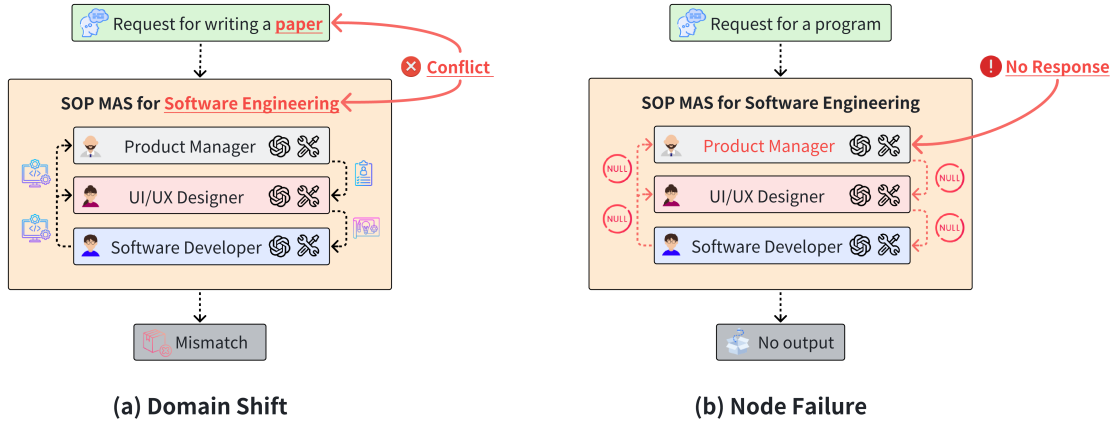 Request for writing a paper
Conflict
SOP MAS for Software Engineering
Product Manager
UI/UX Designer
Software Developer
Mismatch
(a) Domain Shift
Request for a program
No Response
SOP MAS for Software Engineering
Product Manager
NULL
NULL
UI/UX Designer
NULL
NULL
Software Developer
No output
(b) Node Failure